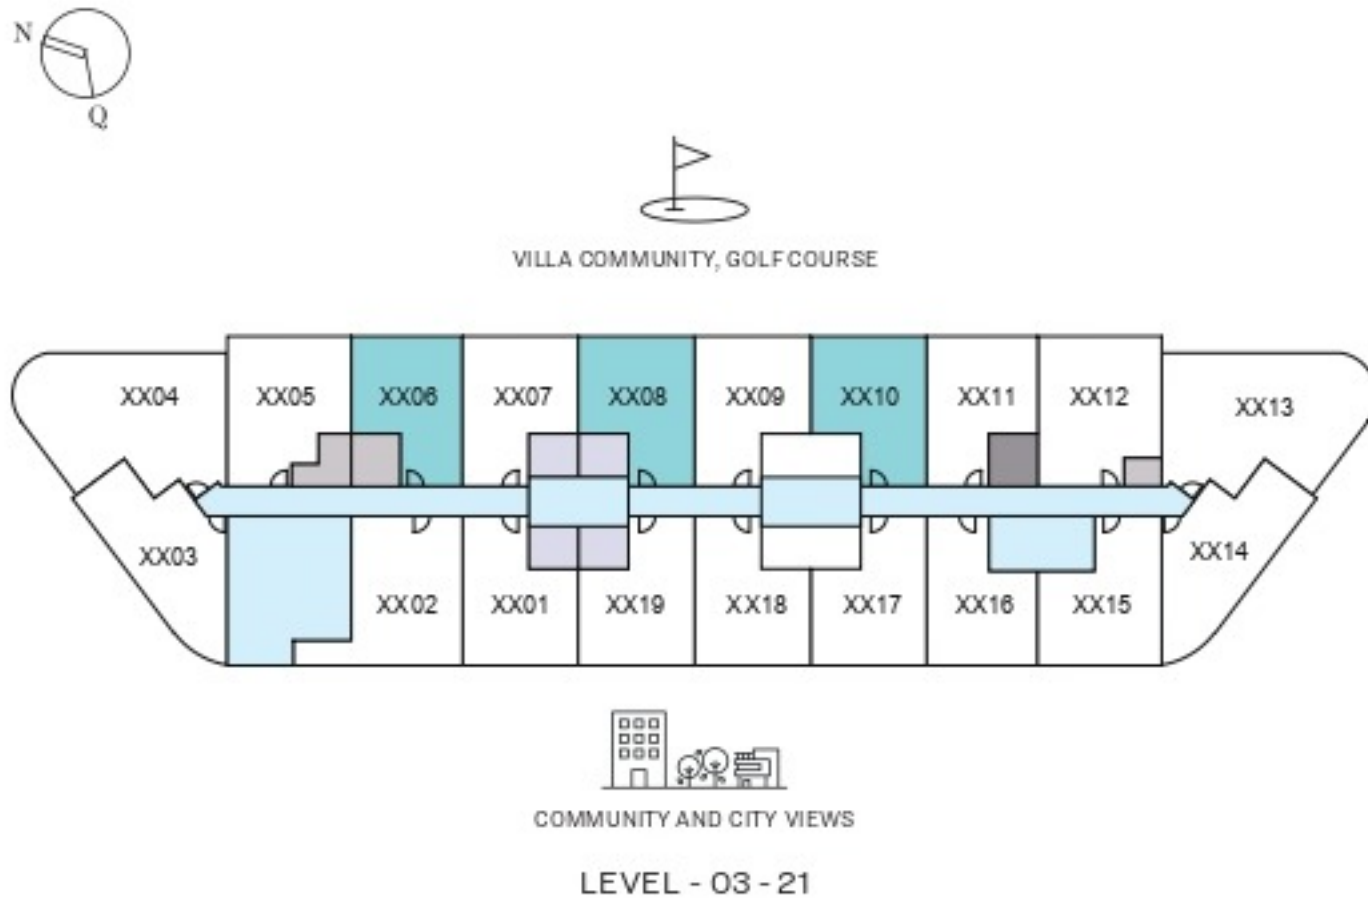 N
Q
VILLA COMMUNITY, GOLF COURSE
XX04 XX05 XX06 XX07 XX08 XX09 XX10 XX11 XX12 XX13
XX03 XX02 XX01 XX19 XX18 XX17 XX16 XX15 XX14
COMMUNITY AND CITY VIEWS
LEVEL - 03 - 21